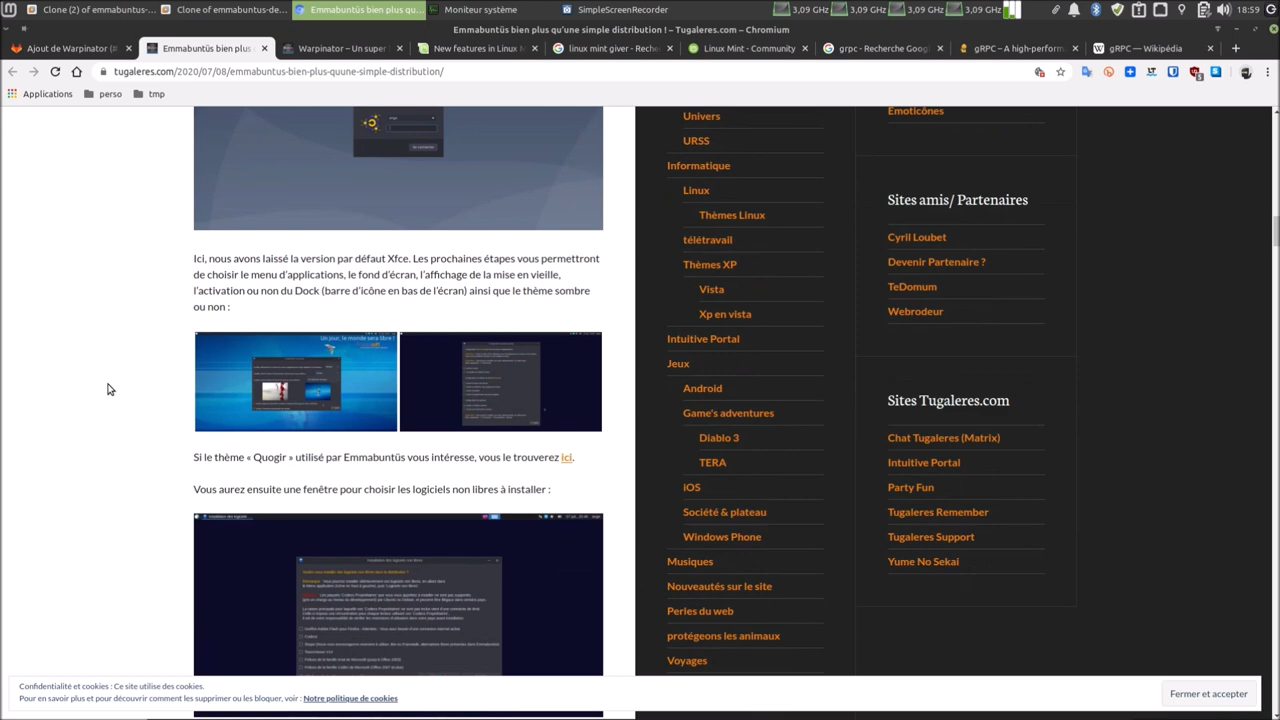 Clone (2) of emmabuntus...
Clone of emmabuntus-de...
Emmabuntüs bien plus qu...
Moniteur système
SimpleScreenRecorder
3,09 GHz
3,09 GHz
3,09 GHz
3,09 GHz
18:59
Emmabuntüs bien plus qu'une simple distribution ! – Tugaleres.com – Chromium
Ajout de Warpinator (
Emmabuntüs bien plus
Warpinator – Un super
New features in Linux M
linux mint giver - Reche
Linux Mint - Community
grpc - Recherche Goog
gRPC – A high-perform
gRPC — Wikipédia
tugaleres.com/2020/07/08/emmabuntus-bien-plus-quune-simple-distribution/
Applications
perso
tmp
Se connecter
Ici, nous avons laissé la version par défaut Xfce. Les prochaines étapes vous permettront
de choisir le menu d'applications, le fond d'écran, l'affichage de la mise en vieille,
l'activation ou non du Dock (barre d'icône en bas de l'écran) ainsi que le thème sombre
ou non :
Un jour, le monde sera libre !
Si le thème « Quogir » utilisé par Emmabuntüs vous intéresse, vous le trouverez ici.
Vous aurez ensuite une fenêtre pour choisir les logiciels non libres à installer :
Univers
URSS
Informatique
Linux
Thèmes Linux
télétravail
Thèmes XP
Vista
Xp en vista
Intuitive Portal
Jeux
Android
Game's adventures
Diablo 3
TERA
iOS
Société & plateau
Windows Phone
Musiques
Nouveautés sur le site
Perles du web
protégeons les animaux
Voyages
Emoticônes
Sites amis/ Partenaires
Cyril Loubet
Devenir Partenaire ?
TeDomum
Webrodeur
Sites Tugaleres.com
Chat Tugaleres (Matrix)
Intuitive Portal
Party Fun
Tugaleres Remember
Tugaleres Support
Yume No Sekai
Confidentialité et cookies : Ce site utilise des cookies.
Pour en savoir plus et pour découvrir comment les supprimer ou les bloquer, voir : Notre politique de cookies
Fermer et accepter